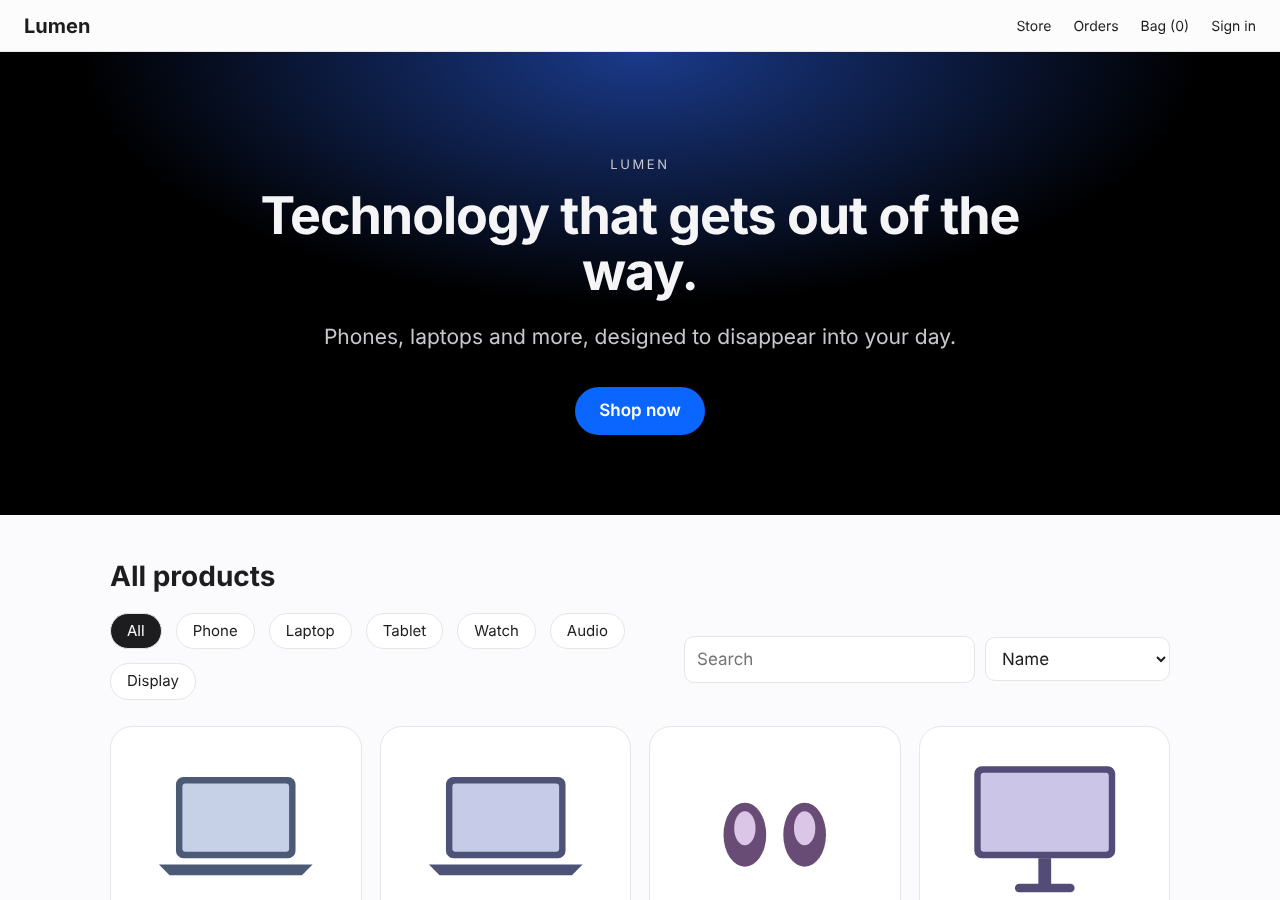 Lumen
Store Orders Bag (0) Sign in
LUMEN
Technology that gets out of the
way.
Phones, laptops and more, designed to disappear into your day.
Shop now
All products
All Phone Laptop Tablet Watch Audio
Display
Search
Name